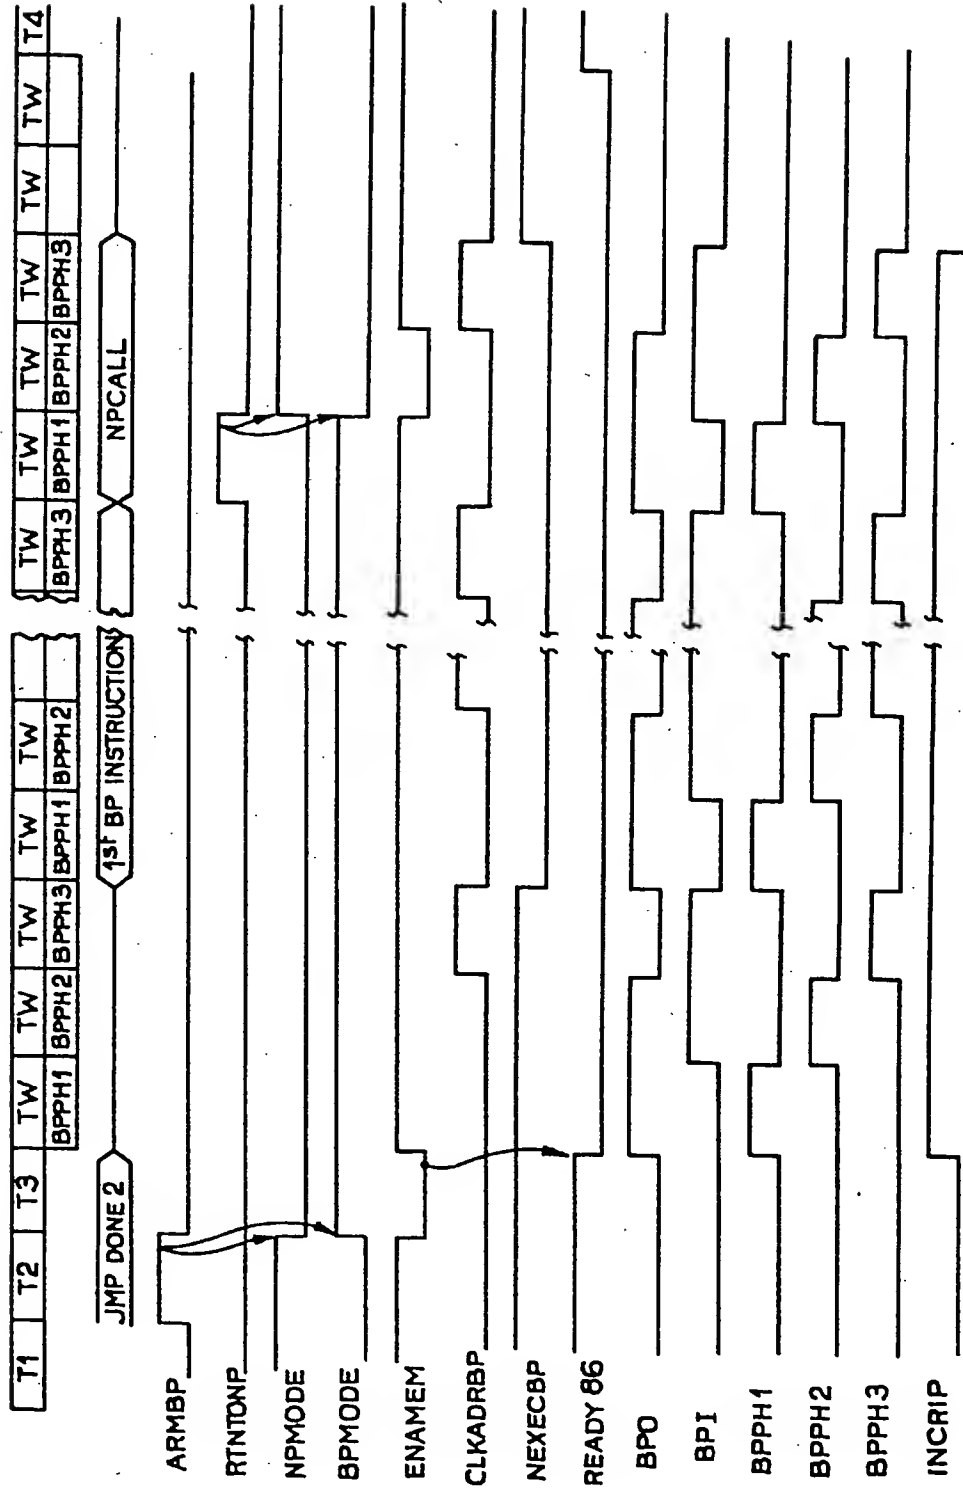 T1 T2 T3 TW TW TW TW TW TW TW TW TW TW TW T4
BPPH1 BPPH2 BPPH3 BPPH1 BPPH2 BPPH3 BPPH1 BPPH2 BPPH3
JMP DONE 2 1ST BP INSTRUCTION NPCALL
ARMBP
RTNTONP
NPMODE
BPMODE
ENAMEM
CLKADRBP
NEXECBP
READY 86
BPO
BPI
BPPH1
BPPH2
BPPH3
INCRIP